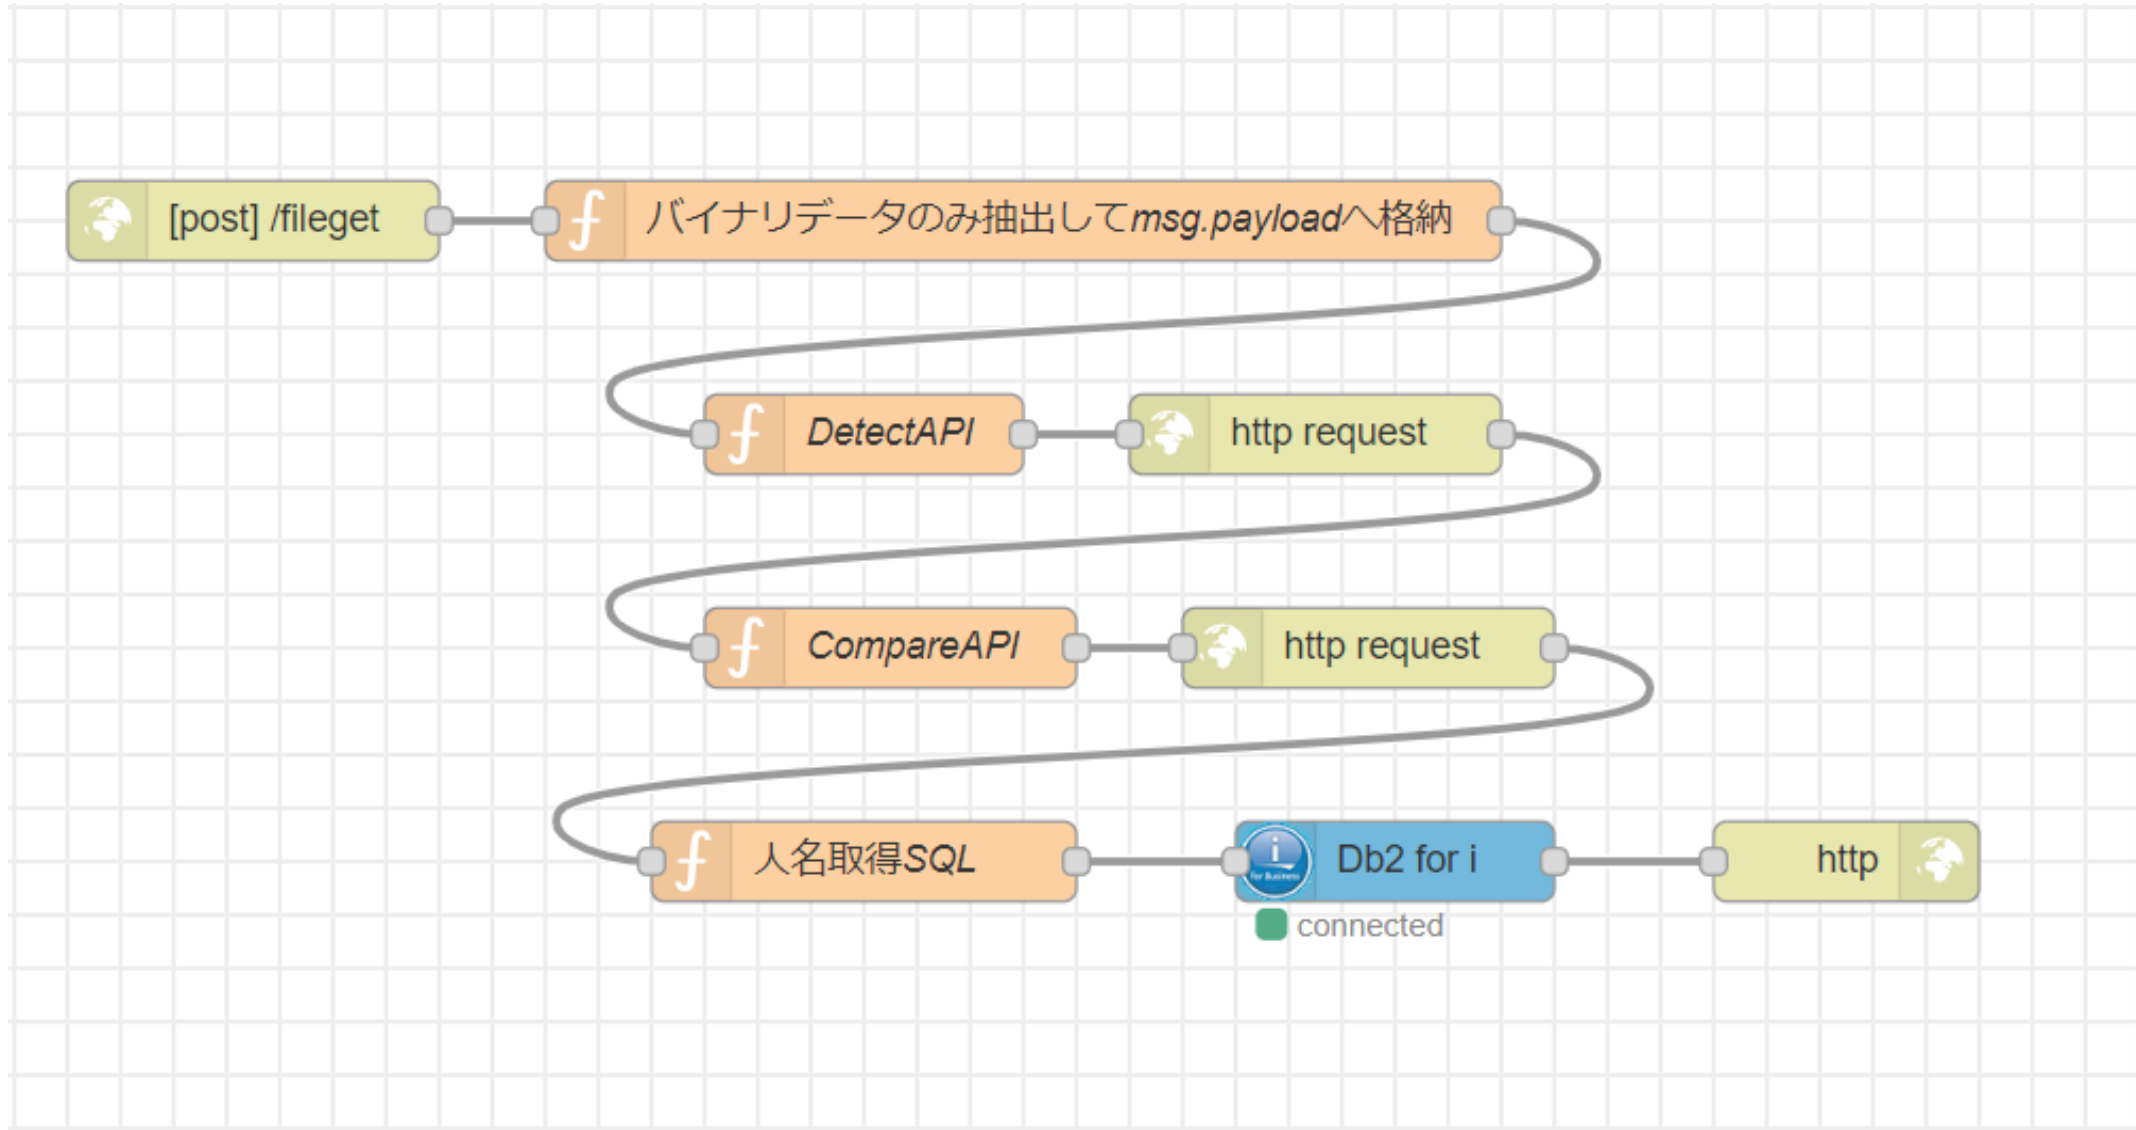 [post] /fileget
バイナリデータのみ抽出してmsg.payloadへ格納
DetectAPI
http request
CompareAPI
http request
人名取得SQL
i
for Business
Db2 for i
http
connected